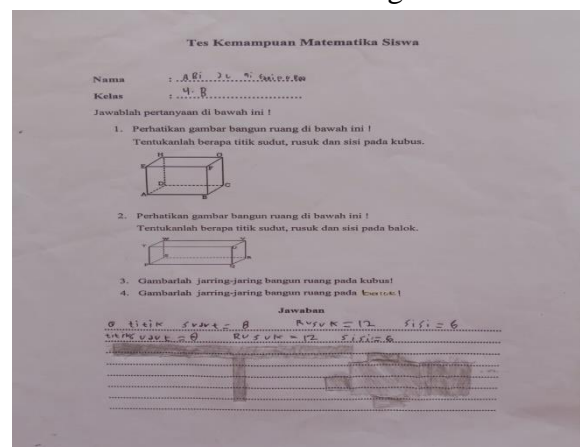 Tes Kemampuan Matematika Siswa
Nama :
Kelas : 4. B
Jawablah pertanyaan di bawah ini !
1. Perhatikan gambar bangun ruang di bawah ini !
Tentukanlah berapa titik sudut, rusuk dan sisi pada kubus.
H G
E F
D C
A B
2. Perhatikan gambar bangun ruang di bawah ini !
Tentukanlah berapa titik sudut, rusuk dan sisi pada balok.
3. Gambarlah jarring-jaring bangun ruang pada kubus!
4. Gambarlah jarring-jaring bangun ruang pada balok!
Jawaban
titik sudut = 8 Rusuk = 12 sisi = 6
titik sudut = 8 Rusuk = 12 sisi = 6